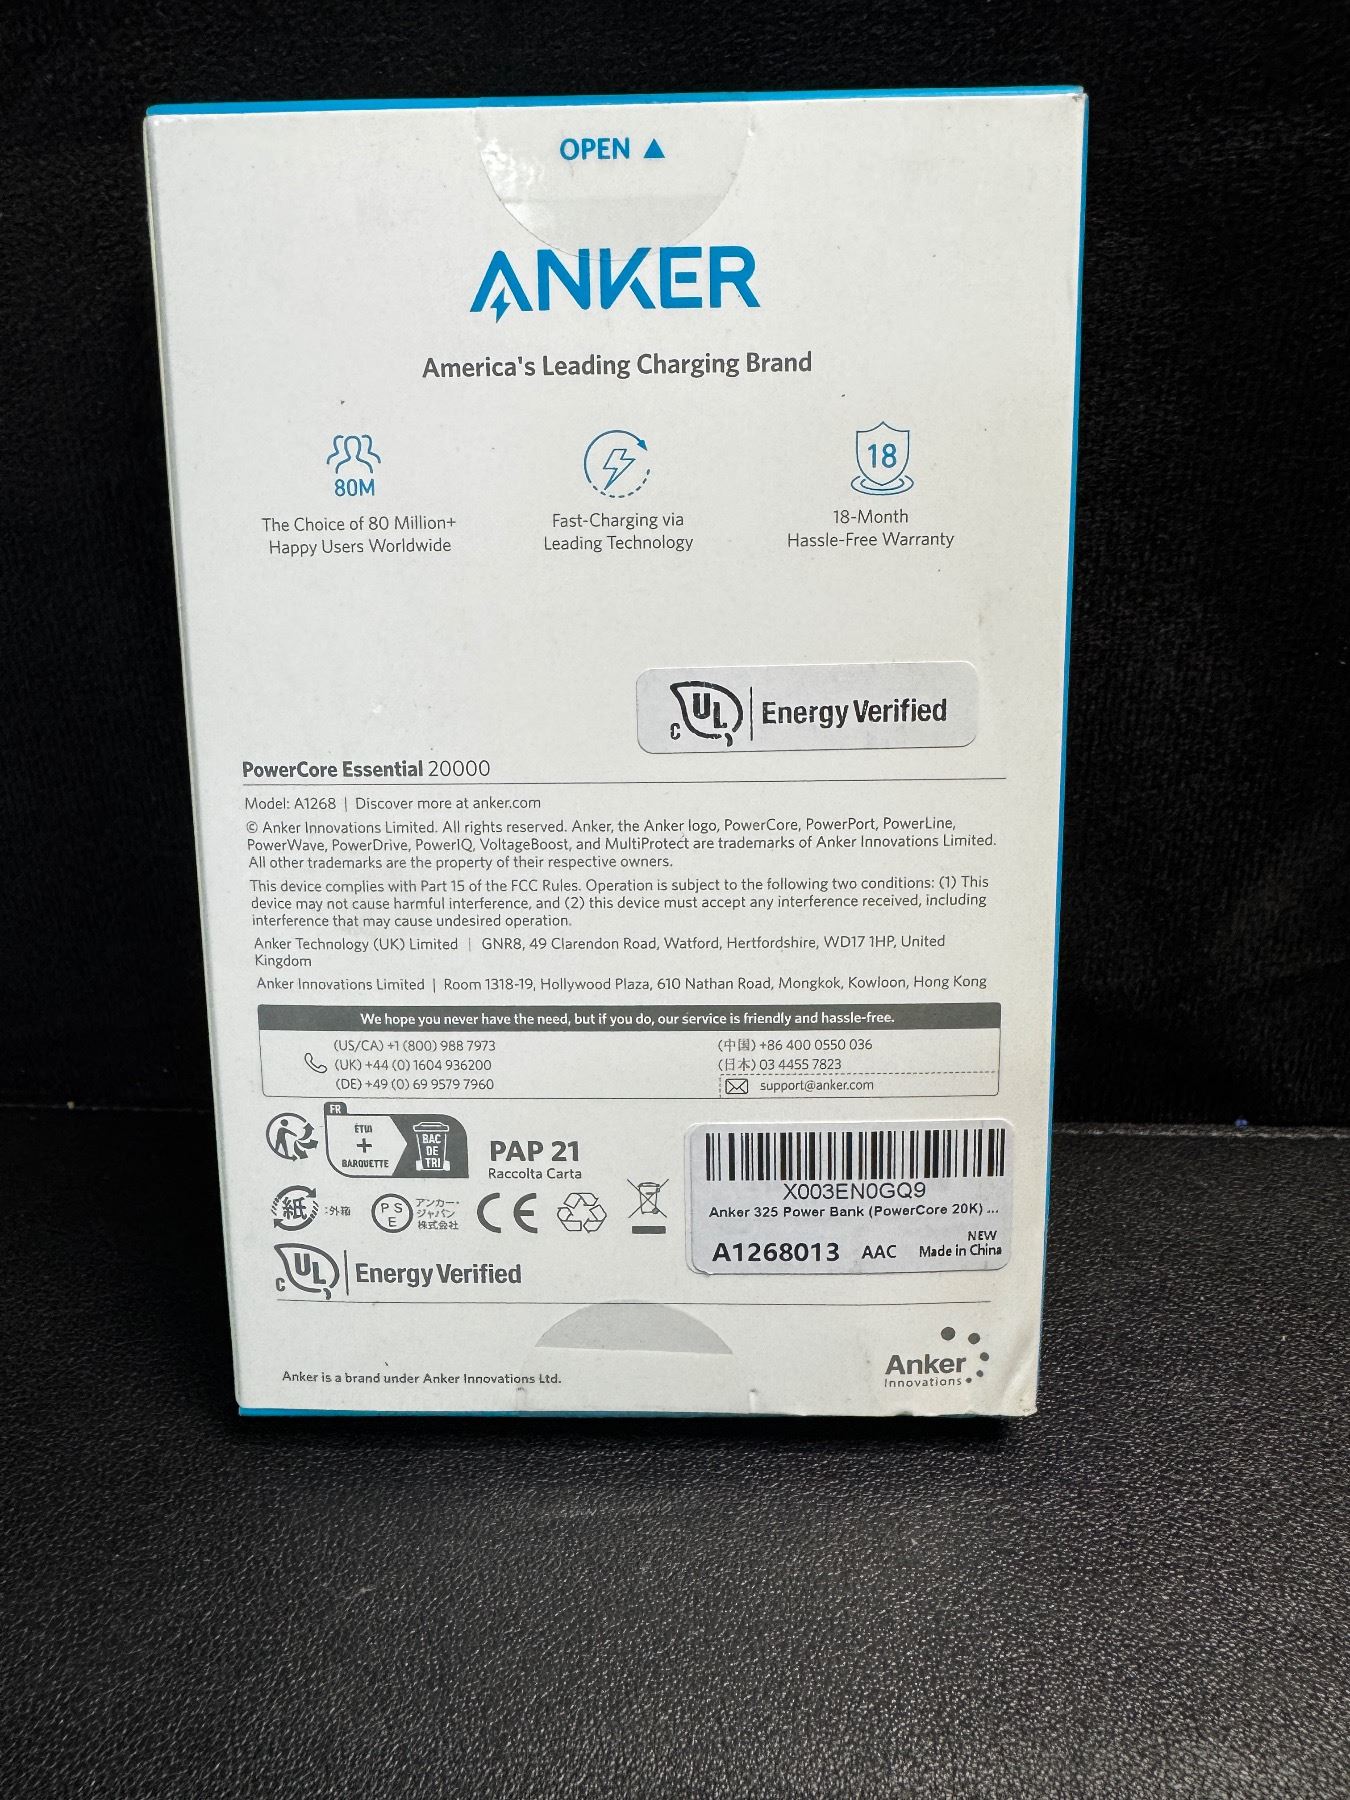 OPEN ▲
ANKER
America's Leading Charging Brand
80M
The Choice of 80 Million+
Happy Users Worldwide
Fast-Charging via
Leading Technology
18
18-Month
Hassle-Free Warranty
C UL Energy Verified
PowerCore Essential 20000
Model: A1268 | Discover more at anker.com
© Anker Innovations Limited. All rights reserved. Anker, the Anker logo, PowerCore, PowerPort, PowerLine,
PowerWave, PowerDrive, PowerIQ, VoltageBoost, and MultiProtect are trademarks of Anker Innovations Limited.
All other trademarks are the property of their respective owners.
This device complies with Part 15 of the FCC Rules. Operation is subject to the following two conditions: (1) This
device may not cause harmful interference, and (2) this device must accept any interference received, including
interference that may cause undesired operation.
Anker Technology (UK) Limited | GNR8, 49 Clarendon Road, Watford, Hertfordshire, WD17 1HP, United
Kingdom
Anker Innovations Limited | Room 1318-19, Hollywood Plaza, 610 Nathan Road, Mongkok, Kowloon, Hong Kong
We hope you never have the need, but if you do, our service is friendly and hassle-free.
(US/CA) +1 (800) 988 7973
(UK) +44 (0) 1604 936200
(DE) +49 (0) 69 9579 7960
(中国) +86 400 0550 036
(日本) 03 4455 7823
support@anker.com
FR
ÉTUI
+
BARQUETTE
BAC
DE
TRI
PAP 21
Raccolta Carta
紙 :外箱
PS
E
アンカー・
ジャパン
株式会社
CE
X003EN0GQ9
Anker 325 Power Bank (PowerCore 20K) ...
NEW
A1268013 AAC Made in China
C UL Energy Verified
Anker is a brand under Anker Innovations Ltd.
Anker
Innovations